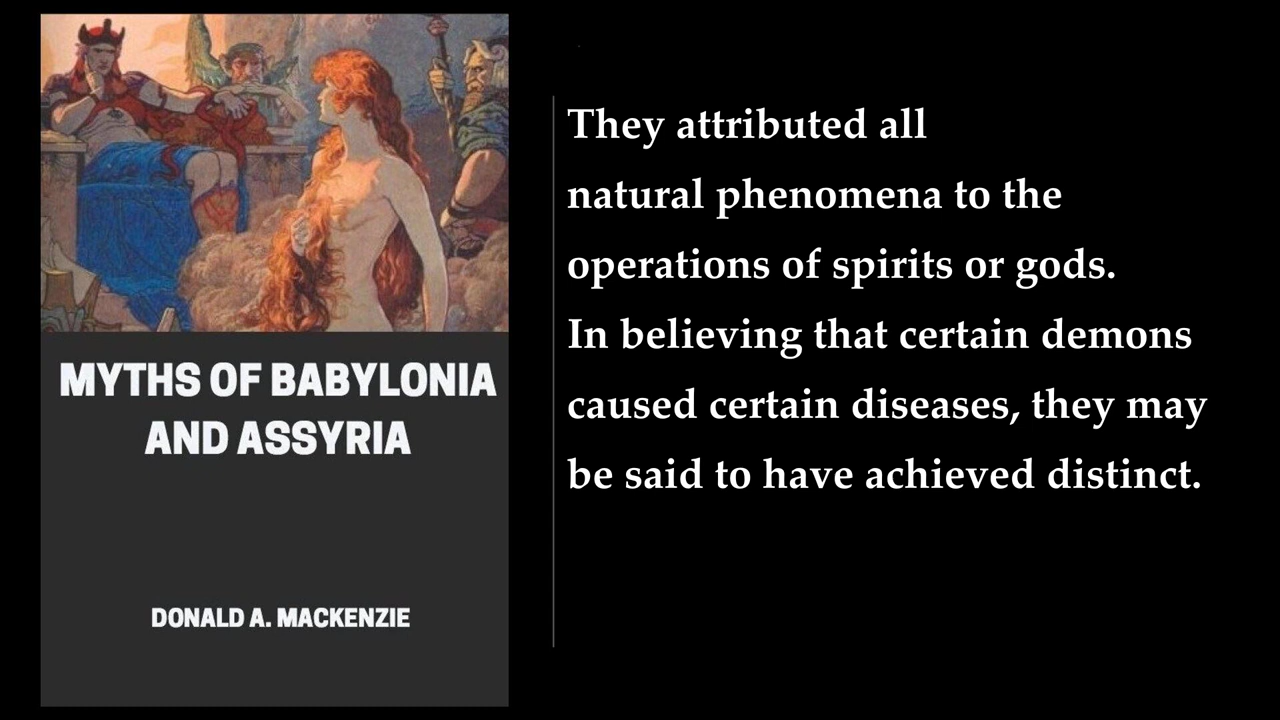 MYTHS OF BABYLONIA
AND ASSYRIA
DONALD A. MACKENZIE
They attributed all
natural phenomena to the
operations of spirits or gods.
In believing that certain demons
caused certain diseases, they may
be said to have achieved distinct.